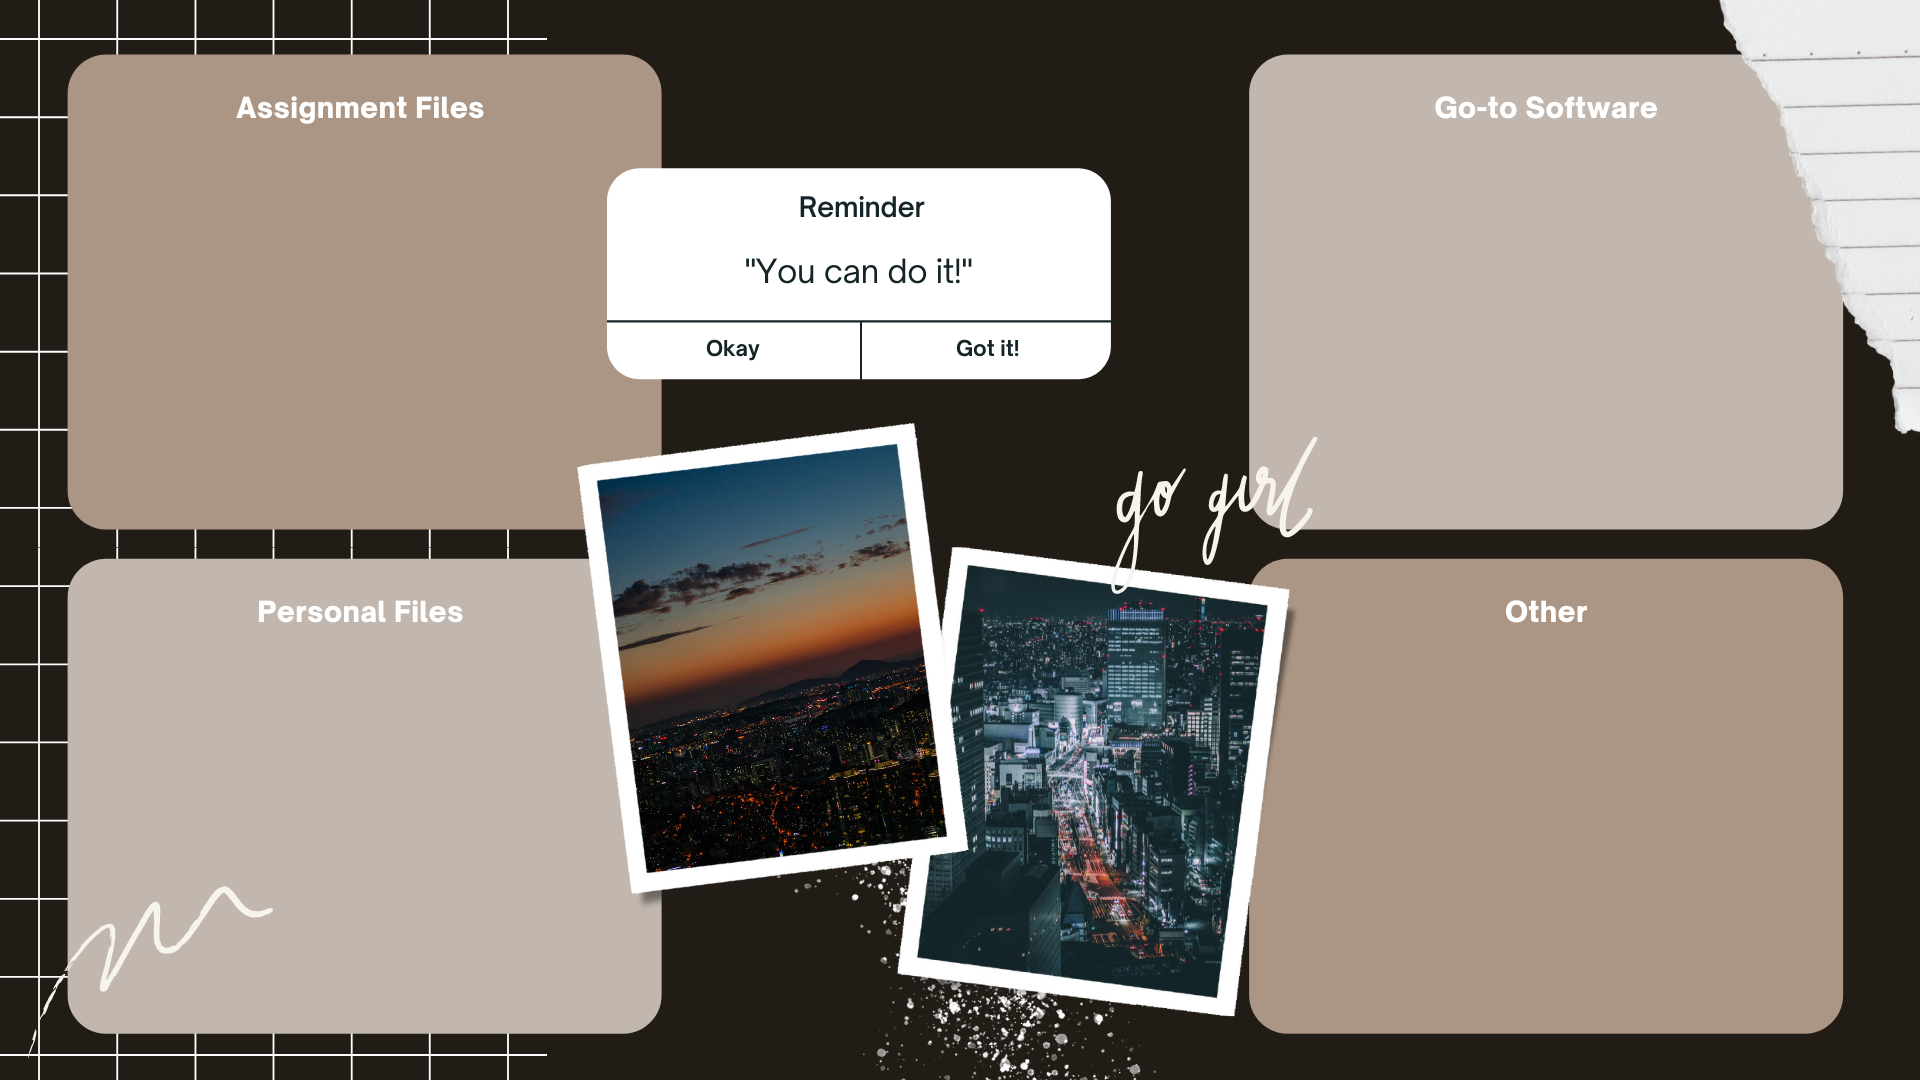 Assignment Files
Go-to Software
Reminder
"You can do it!"
Okay
Got it!
go girl
Personal Files
Other